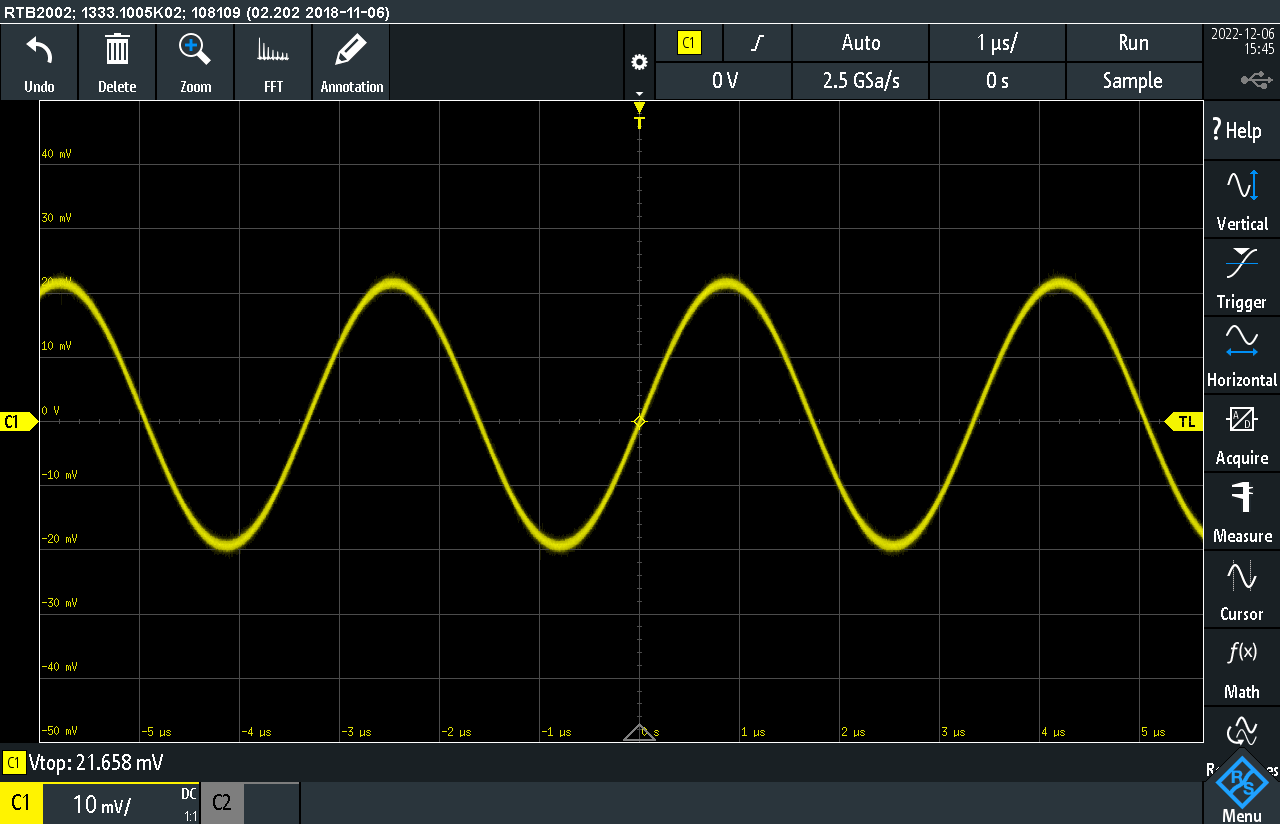 RTB2002; 1333.1005K02; 108109 (02.202 2018-11-06)
Undo
Delete
Zoom
FFT
Annotation
C1
Auto
1 µs/
Run
0 V
2.5 GSa/s
0 s
Sample
2022-12-06
15:45
T
? Help
Vertical
Trigger
Horizontal
A/D
Acquire
Measure
Cursor
f(x)
Math
R&S
Menu
40 mV
30 mV
20 mV
10 mV
0 V
-10 mV
-20 mV
-30 mV
-40 mV
-50 mV
C1
TL
-5 µs
-4 µs
-3 µs
-2 µs
-1 µs
0 s
1 µs
2 µs
3 µs
4 µs
5 µs
C1 Vtop: 21.658 mV
C1
10 mV/
DC
1:1
C2